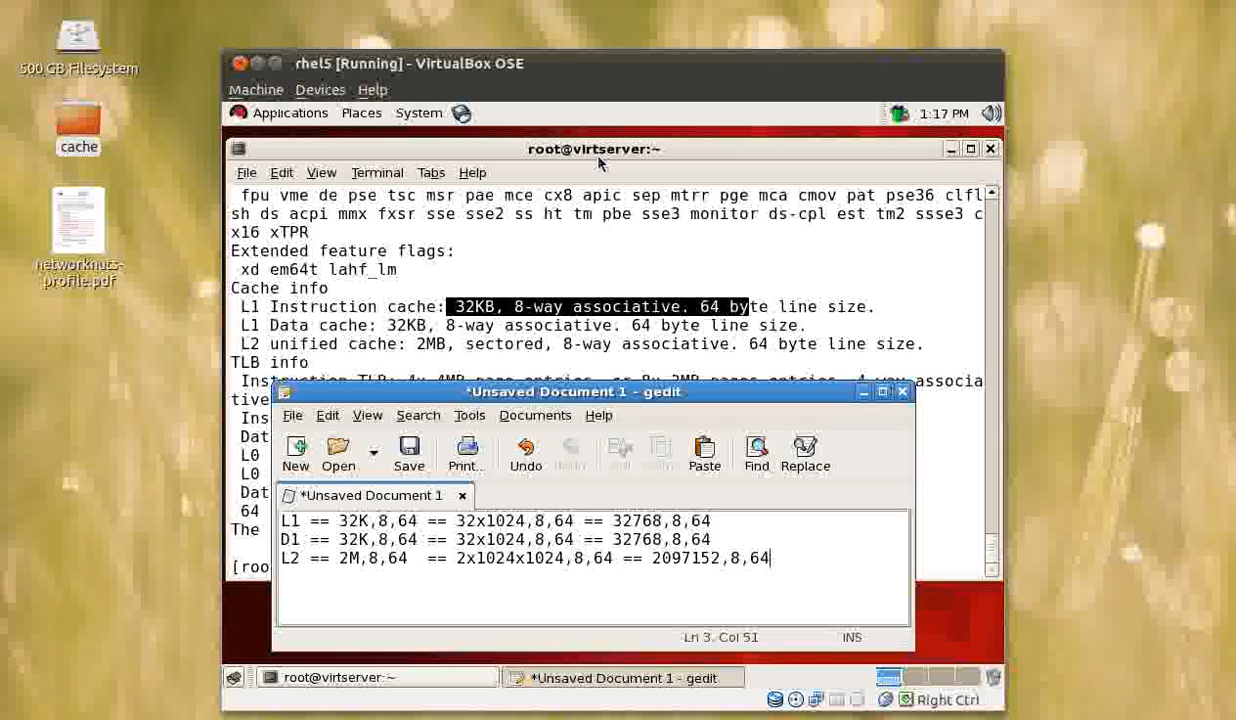 500 GB Filesystem
cache
networknuts-
profile.pdf
rhel5 [Running] - VirtualBox OSE
Machine Devices Help
Applications Places System 1:17 PM
root@virtserver:~
File Edit View Terminal Tabs Help
fpu vme de pse tsc msr pae mce cx8 apic sep mtrr pge mca cmov pat pse36 clfl
sh ds acpi mmx fxsr sse sse2 ss ht tm pbe sse3 monitor ds-cpl est tm2 ssse3 c
x16 xTPR
Extended feature flags:
xd em64t lahf_lm
Cache info
L1 Instruction cache: 32KB, 8-way associative. 64 byte line size.
L1 Data cache: 32KB, 8-way associative. 64 byte line size.
L2 unified cache: 2MB, sectored, 8-way associative. 64 byte line size.
TLB info
associa
tive
Ins
Dat
L0
L0
Dat
64
The
[roo
*Unsaved Document 1 - gedit
File Edit View Search Tools Documents Help
New Open Save Print... Undo Paste Find Replace
*Unsaved Document 1
L1 == 32K,8,64 == 32x1024,8,64 == 32768,8,64
D1 == 32K,8,64 == 32x1024,8,64 == 32768,8,64
L2 == 2M,8,64 == 2x1024x1024,8,64 == 2097152,8,64
Ln 3, Col 51 INS
root@virtserver:~ *Unsaved Document 1 - gedit
Right Ctrl